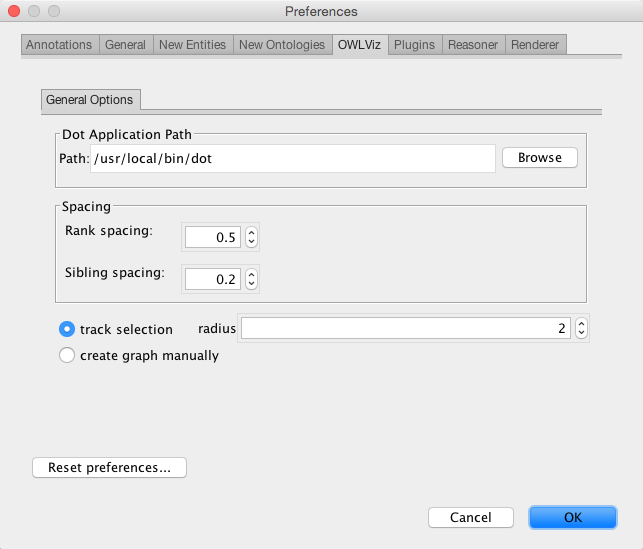 Preferences
Annotations General New Entities New Ontologies OWLViz Plugins Reasoner Renderer
General Options
Dot Application Path
Path: /usr/local/bin/dot Browse
Spacing
Rank spacing: 0.5
Sibling spacing: 0.2
track selection radius 2
create graph manually
Reset preferences...
Cancel OK